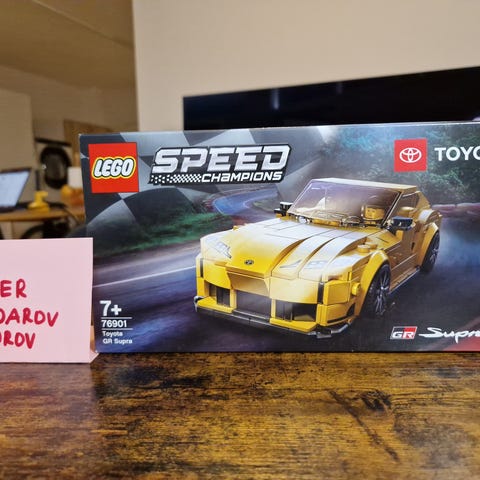 LEGO
SPEED
CHAMPIONS
TOYO
ER
DAROV
ROV
7+
76901
Toyota
GR Supra
GR Supra